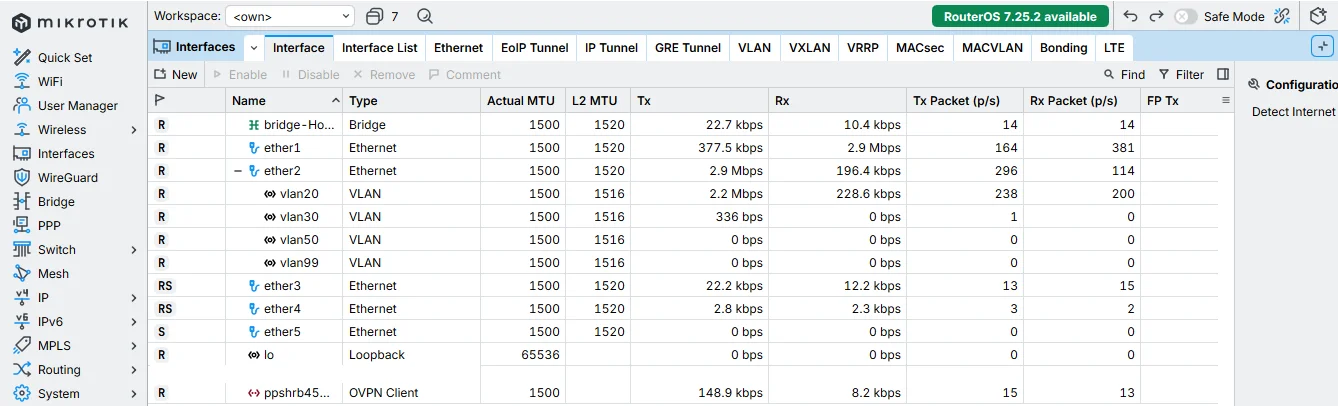 mikrotik
Workspace: <own> 7 RouterOS 7.25.2 available Safe Mode
Quick Set
WiFi
User Manager
Wireless
Interfaces
WireGuard
Bridge
PPP
Switch
Mesh
IP
IPv6
MPLS
Routing
System
Interfaces Interface Interface List Ethernet EoIP Tunnel IP Tunnel GRE Tunnel VLAN VXLAN VRRP MACsec MACVLAN Bonding LTE
New Enable Disable Remove Comment Find Filter
Name Type Actual MTU L2 MTU Tx Rx Tx Packet (p/s) Rx Packet (p/s) FP Tx
R bridge-Ho... Bridge 1500 1520 22.7 kbps 10.4 kbps 14 14
R ether1 Ethernet 1500 1520 377.5 kbps 2.9 Mbps 164 381
R ether2 Ethernet 1500 1520 2.9 Mbps 196.4 kbps 296 114
R vlan20 VLAN 1500 1516 2.2 Mbps 228.6 kbps 238 200
R vlan30 VLAN 1500 1516 336 bps 0 bps 1 0
R vlan50 VLAN 1500 1516 0 bps 0 bps 0 0
R vlan99 VLAN 1500 1516 0 bps 0 bps 0 0
RS ether3 Ethernet 1500 1520 22.2 kbps 12.2 kbps 13 15
RS ether4 Ethernet 1500 1520 2.8 kbps 2.3 kbps 3 2
S ether5 Ethernet 1500 1520 0 bps 0 bps 0 0
R lo Loopback 65536 0 bps 0 bps 0 0
R ppshrb45... OVPN Client 1500 148.9 kbps 8.2 kbps 15 13
Configuratio
Detect Internet